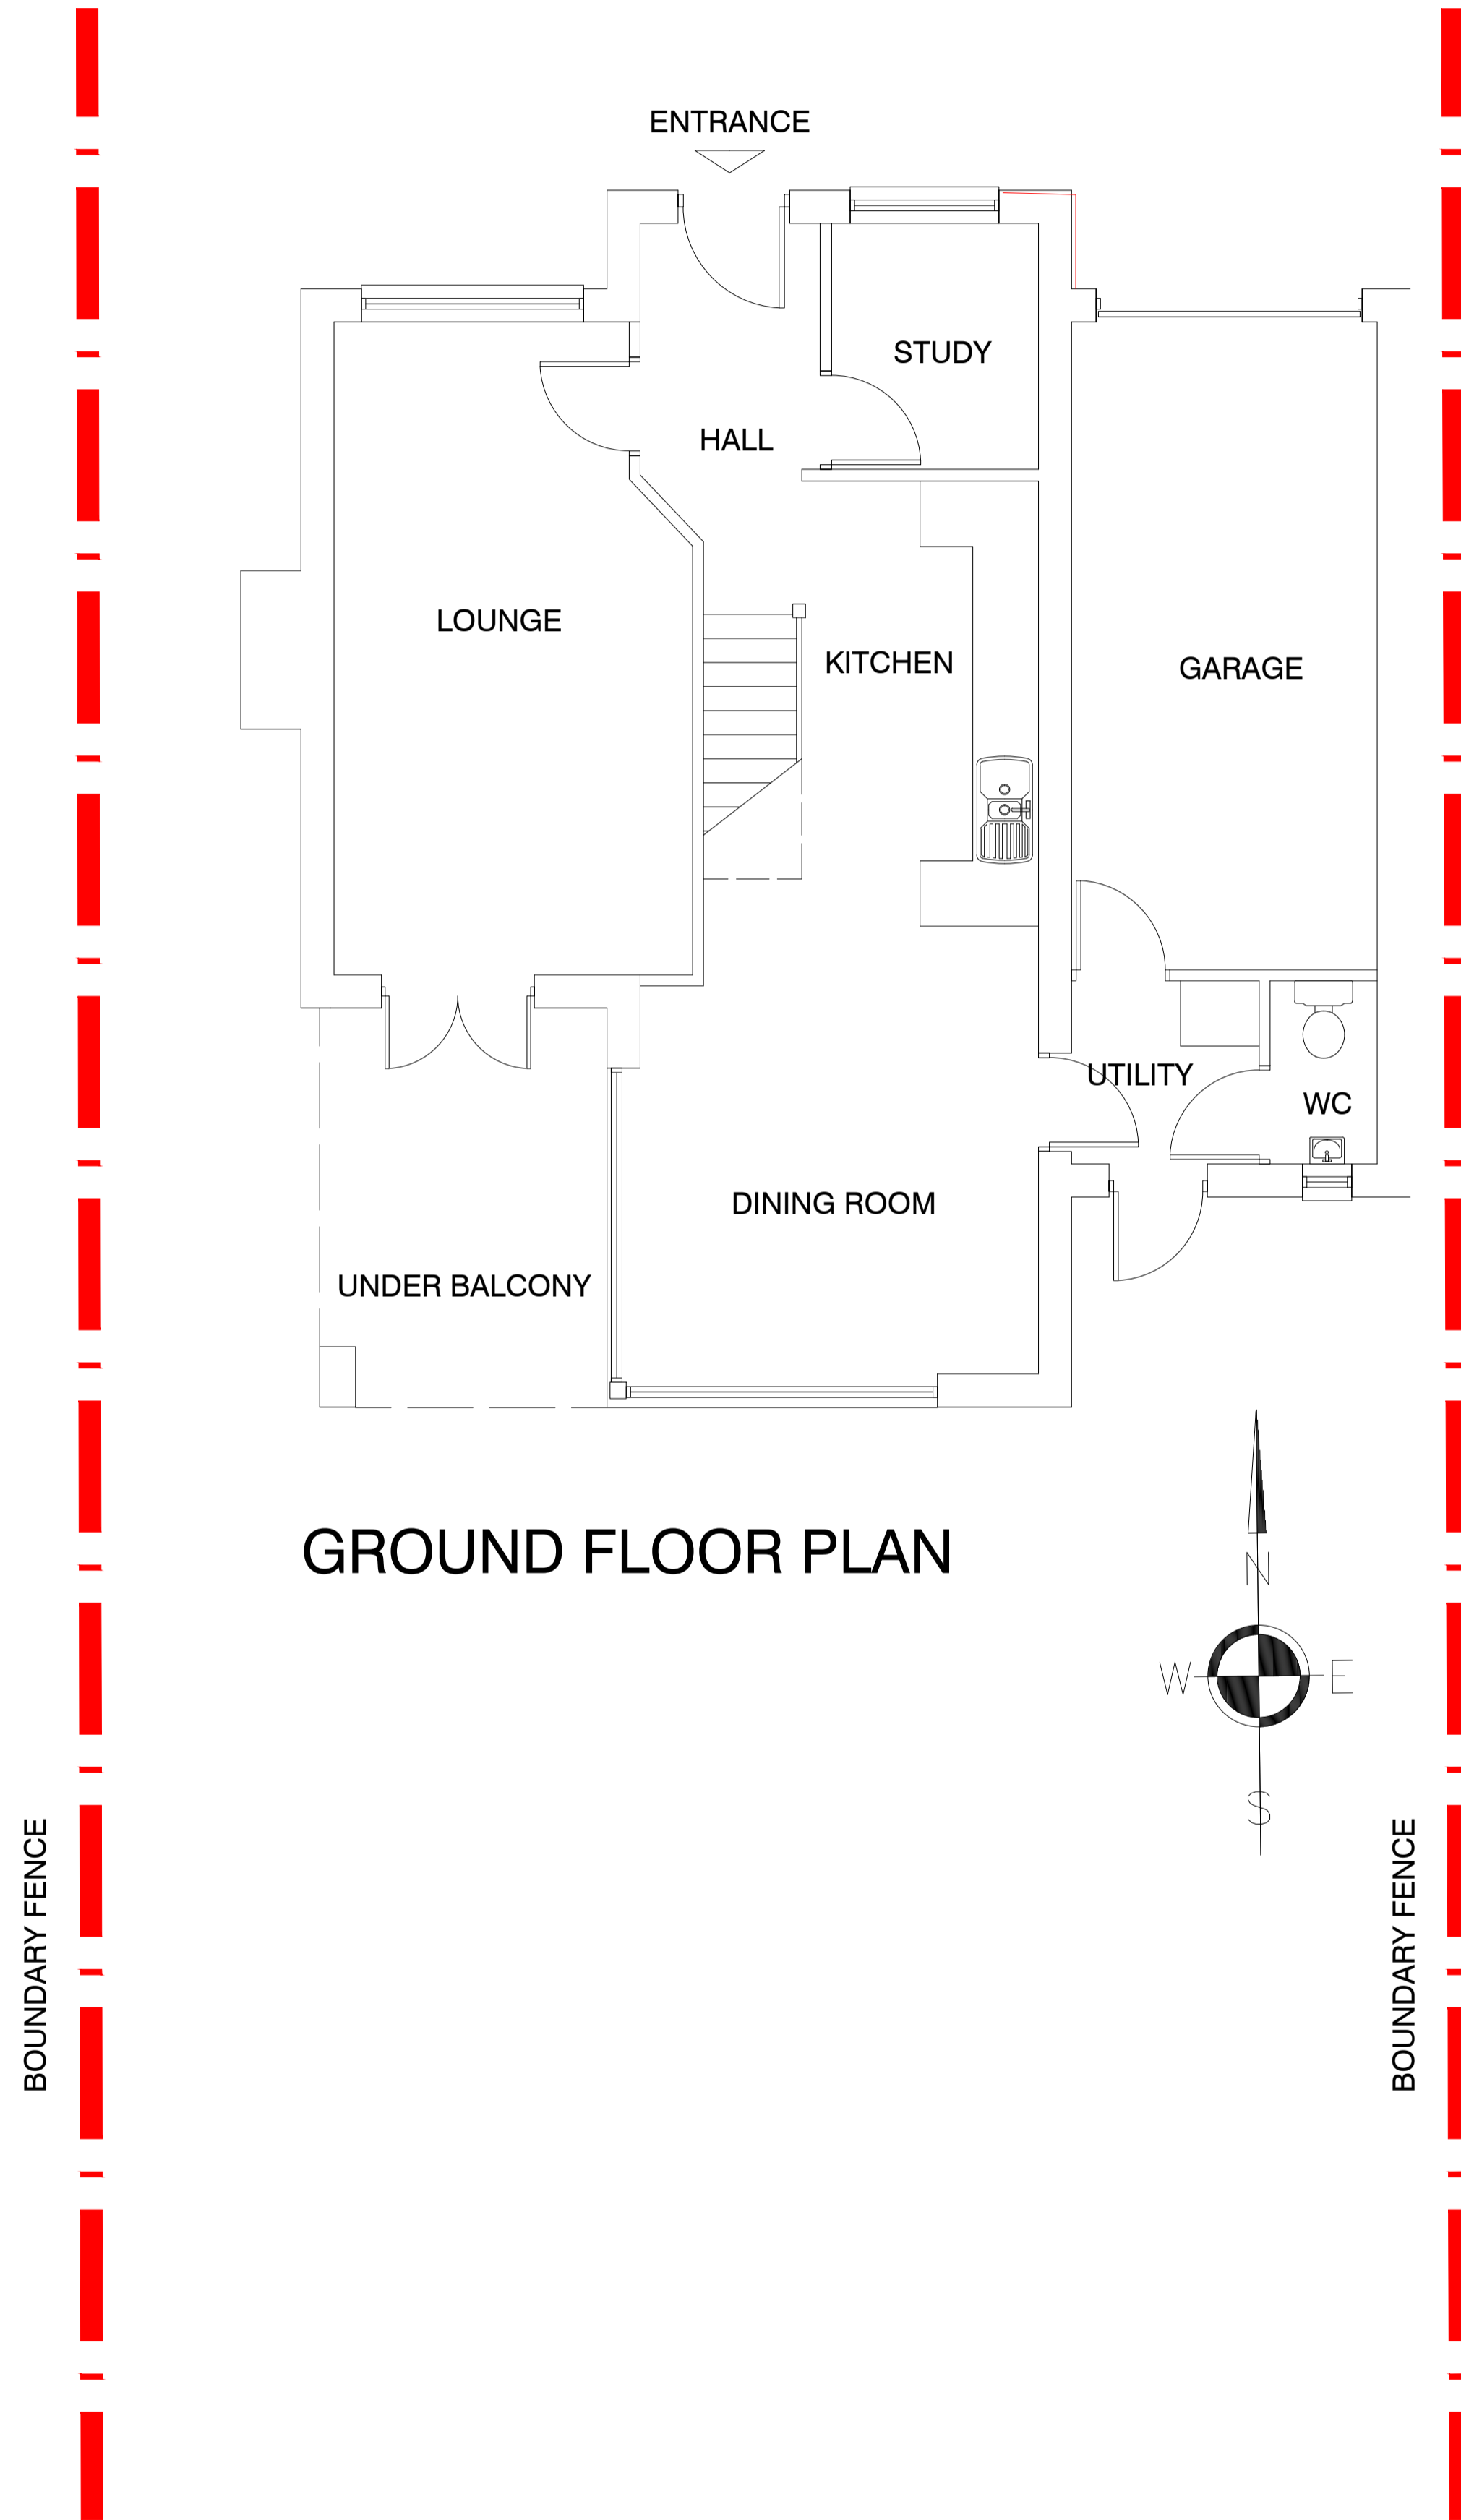 ENTRANCE
STUDY
HALL
LOUNGE
KITCHEN
GARAGE
UTILITY
WC
DINING ROOM
UNDER BALCONY
GROUND FLOOR PLAN
N
W
E
S
BOUNDARY FENCE
BOUNDARY FENCE